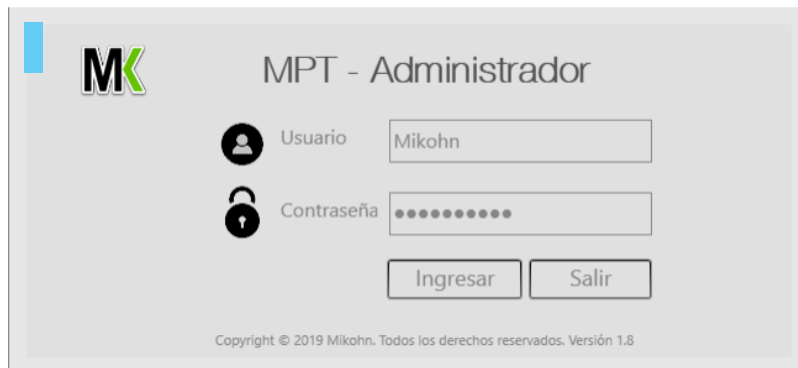 MK
MPT - Administrador
Usuario
Mikohn
Contraseña
●●●●●●●●●●
Ingresar
Salir
Copyright © 2019 Mikohn. Todos los derechos reservados. Versión 1.8